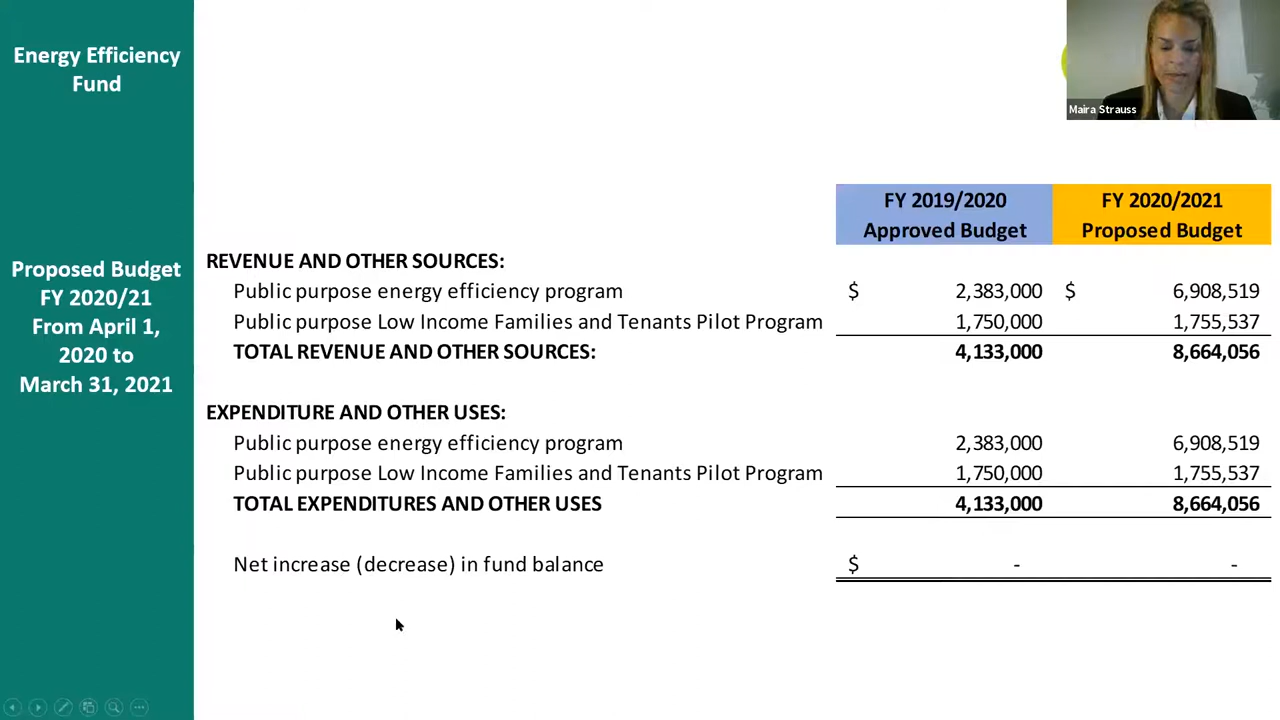 Energy Efficiency
Fund
Maira Strauss
Proposed Budget
FY 2020/21
From April 1,
2020 to
March 31, 2021
FY 2019/2020 FY 2020/2021
Approved Budget Proposed Budget
REVENUE AND OTHER SOURCES:
Public purpose energy efficiency program $ 2,383,000 $ 6,908,519
Public purpose Low Income Families and Tenants Pilot Program 1,750,000 1,755,537
TOTAL REVENUE AND OTHER SOURCES: 4,133,000 8,664,056
EXPENDITURE AND OTHER USES:
Public purpose energy efficiency program 2,383,000 6,908,519
Public purpose Low Income Families and Tenants Pilot Program 1,750,000 1,755,537
TOTAL EXPENDITURES AND OTHER USES 4,133,000 8,664,056
Net increase (decrease) in fund balance $ - -